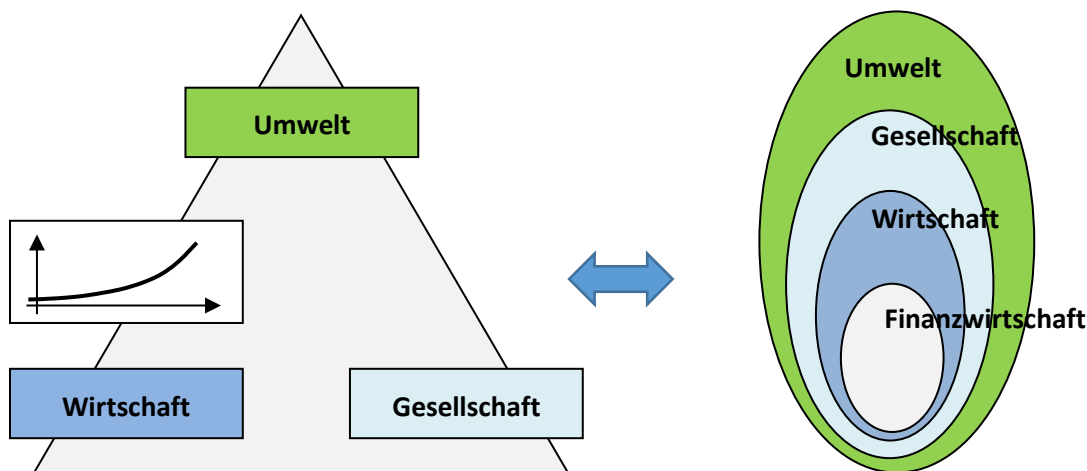 Umwelt
Wirtschaft
Gesellschaft
Umwelt
Gesellschaft
Wirtschaft
Finanzwirtschaft